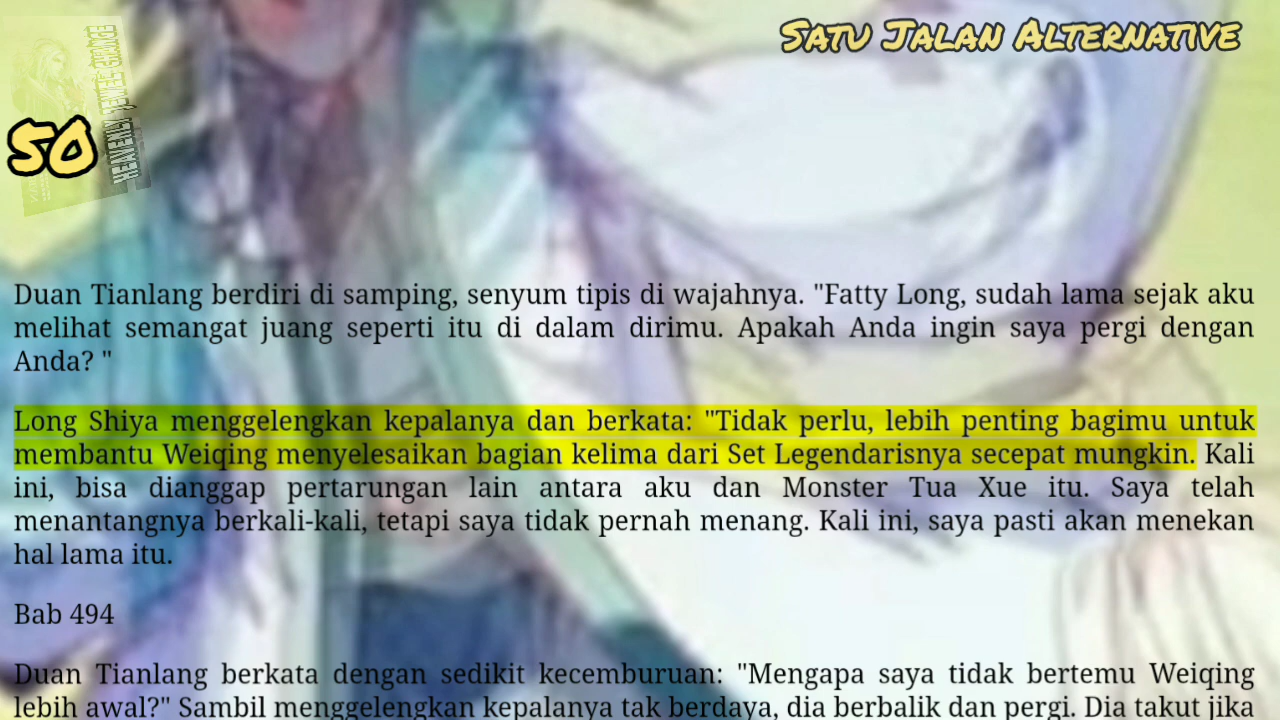 Satu Jalan Alternative
HEAVENLY JEWEL CHANGE
50
Duan Tianlang berdiri di samping, senyum tipis di wajahnya. "Fatty Long, sudah lama sejak aku
melihat semangat juang seperti itu di dalam dirimu. Apakah Anda ingin saya pergi dengan
Anda? "
Long Shiya menggelengkan kepalanya dan berkata: "Tidak perlu, lebih penting bagimu untuk
membantu Weiqing menyelesaikan bagian kelima dari Set Legendarisnya secepat mungkin. Kali
ini, bisa dianggap pertarungan lain antara aku dan Monster Tua Xue itu. Saya telah
menantangnya berkali-kali, tetapi saya tidak pernah menang. Kali ini, saya pasti akan menekan
hal lama itu.
Bab 494
Duan Tianlang berkata dengan sedikit kecemburuan: "Mengapa saya tidak bertemu Weiqing
lebih awal?" Sambil menggelengkan kepalanya tak berdaya, dia berbalik dan pergi. Dia takut jika